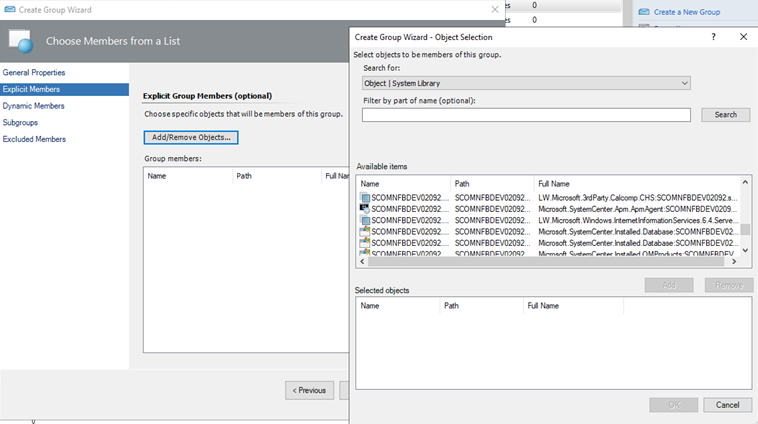 Create Group Wizard
Choose Members from a List
General Properties
Explicit Members
Dynamic Members
Subgroups
Excluded Members
Explicit Group Members (optional)
Choose specific objects that will be members of this group.
Add/Remove Objects...
Group members:
Name Path Full Na
< Previous
es 0
es 0
Create a New Group
Create Group Wizard - Object Selection
? 
Select objects to be members of this group.
Search for:
Object | System Library
Filter by part of name (optional):
Search
Available items
Name Path Full Name
SCOMNFBDEV02092.... SCOMNFBDEV02092... LW.Microsoft.3rdParty.Calcomp.CHS:SCOMNFBDEV02092.s...
SCOMNFBDEV02092.... SCOMNFBDEV02092... Microsoft.SystemCenter.Apm.ApmAgent:SCOMNFBDEV02...
SCOMNFBDEV02092.... SCOMNFBDEV02092... LW.Microsoft.Windows.InternetInformationServices.6.4.Serve...
SCOMNFBDEV02092.... SCOMNFBDEV02092... Microsoft.SystemCenter.Installed.Database:SCOMNFBDEV...
SCOMNFBDEV02092.... SCOMNFBDEV02092... Microsoft.SystemCenter.Installed.Database:SCOMNFBDEV...
SCOMNFBDEV02092.... SCOMNFBDEV02092... Microsoft.SystemCenter.Installed.OMProducts:SCOMNFBDEV
Add Remove
Selected objects
Name Path Full Name
OK Cancel
0